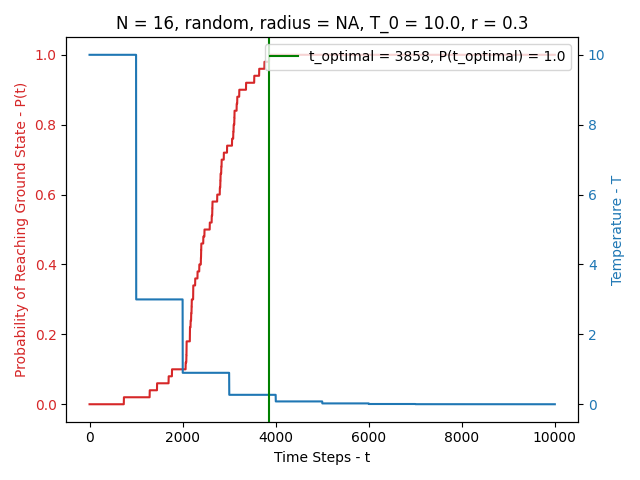 N = 16, random, radius = NA, T_0 = 10.0, r = 0.3
t_optimal = 3858, P(t_optimal) = 1.0
Probability of Reaching Ground State - P(t)
1.0
0.8
0.6
0.4
0.2
0.0
10
8
6
4
2
0
Temperature - T
0 2000 4000 6000 8000 10000
Time Steps - t